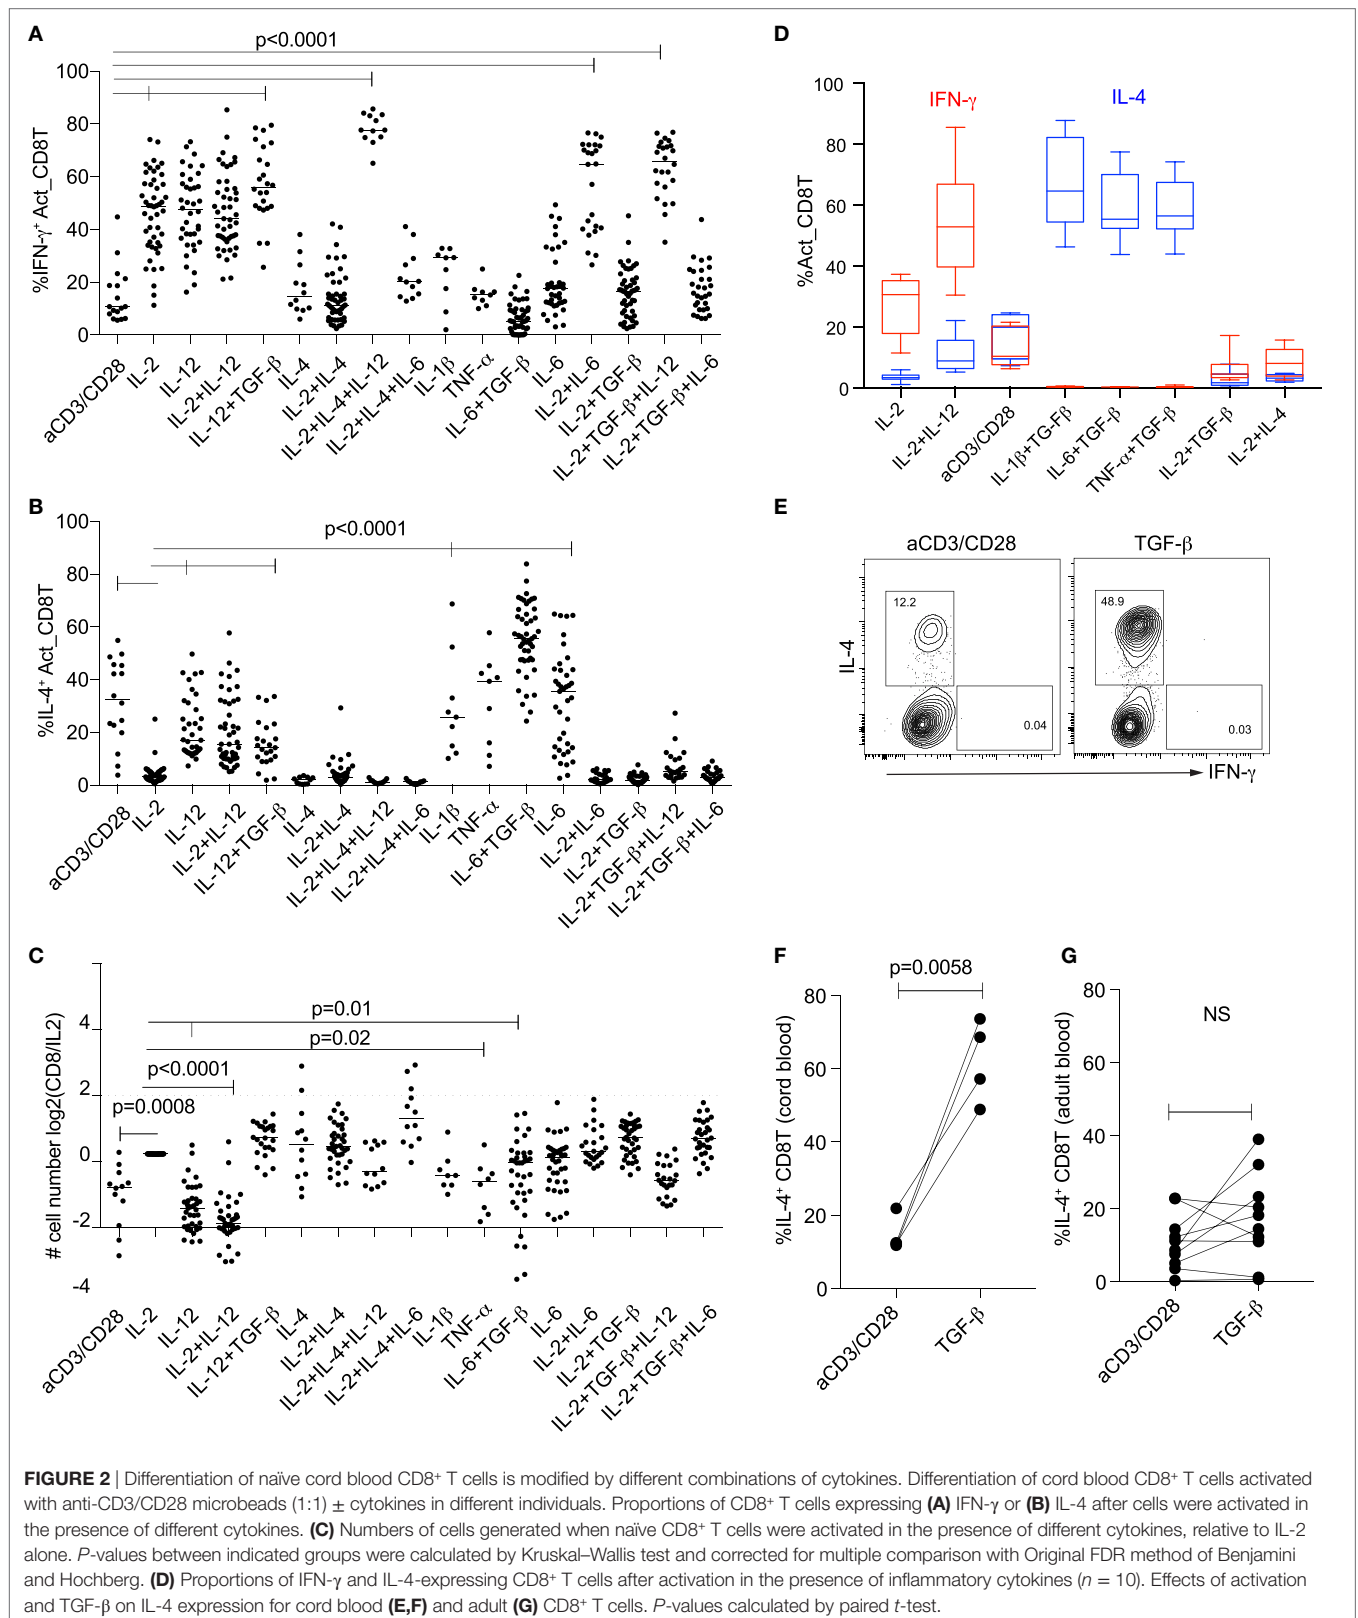 A
p<0.0001
100
80
60
40
20
0
%IFN-γ⁺ Act_CD8T
aCD3/CD28
IL-2
IL-12
IL-2+IL-12
IL-12+TGF-β
IL-4
IL-2+IL-4
IL-2+IL-4+IL-12
IL-2+IL-4+IL-6
IL-1β
TNF-α
IL-6+TGF-β
IL-6
IL-2+IL-6
IL-2+TGF-β
IL-2+TGF-β+IL-12
IL-2+TGF-β+IL-6
D
100
80
60
40
20
0
%Act_CD8T
IFN-γ
IL-4
IL-2
IL-2+IL-12
aCD3/CD28
IL-1β+TG-Fβ
IL-6+TGF-β
TNF-α+TGF-β
IL-2+TGF-β
IL-2+IL-4
B
p<0.0001
100
80
60
40
20
0
%IL-4⁺ Act_CD8T
aCD3/CD28
IL-2
IL-12
IL-2+IL-12
IL-12+TGF-β
IL-4
IL-2+IL-4
IL-2+IL-4+IL-12
IL-2+IL-4+IL-6
IL-1β
TNF-α
IL-6+TGF-β
IL-6
IL-2+IL-6
IL-2+TGF-β
IL-2+TGF-β+IL-12
IL-2+TGF-β+IL-6
E
aCD3/CD28
TGF-β
12.2
48.9
0.04
0.03
IL-4
IFN-γ
C
4
2
0
-2
-4
# cell number log2(CD8/IL2)
p=0.01
p=0.02
p<0.0001
p=0.0008
aCD3/CD28
IL-2
IL-12
IL-2+IL-12
IL-12+TGF-β
IL-4
IL-2+IL-4
IL-2+IL-4+IL-12
IL-2+IL-4+IL-6
IL-1β
TNF-α
IL-6+TGF-β
IL-6
IL-2+IL-6
IL-2+TGF-β
IL-2+TGF-β+IL-12
IL-2+TGF-β+IL-6
F
p=0.0058
80
60
40
20
0
%IL-4⁺ CD8T (cord blood)
aCD3/CD28
TGF-β
G
NS
80
60
40
20
0
%IL-4⁺ CD8T (adult blood)
aCD3/CD28
TGF-β
FIGURE 2 | Differentiation of naïve cord blood CD8⁺ T cells is modified by different combinations of cytokines. Differentiation of cord blood CD8⁺ T cells activated
with anti-CD3/CD28 microbeads (1:1) ± cytokines in different individuals. Proportions of CD8⁺ T cells expressing (A) IFN-γ or (B) IL-4 after cells were activated in
the presence of different cytokines. (C) Numbers of cells generated when naïve CD8⁺ T cells were activated in the presence of different cytokines, relative to IL-2
alone. P-values between indicated groups were calculated by Kruskal–Wallis test and corrected for multiple comparison with Original FDR method of Benjamini
and Hochberg. (D) Proportions of IFN-γ and IL-4-expressing CD8⁺ T cells after activation in the presence of inflammatory cytokines (n = 10). Effects of activation
and TGF-β on IL-4 expression for cord blood (E,F) and adult (G) CD8⁺ T cells. P-values calculated by paired t-test.